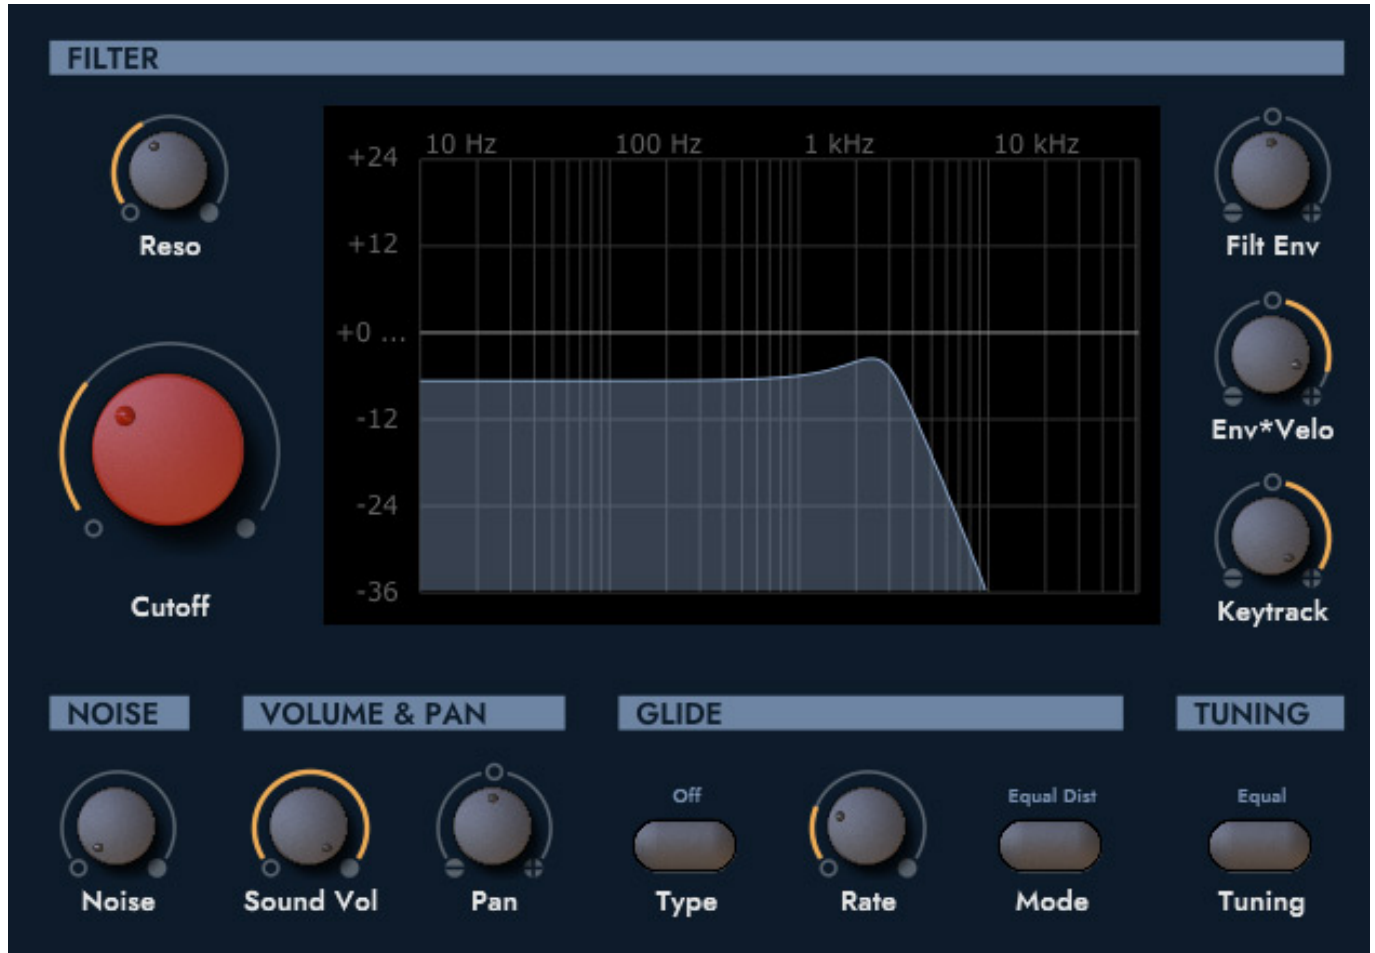 FILTER
10 Hz 100 Hz 1 kHz 10 kHz
+24
+12
+0 ...
-12
-24
-36
Reso
Cutoff
Filt Env
Env*Velo
Keytrack
NOISE
VOLUME & PAN
GLIDE
TUNING
Off
Equal Dist
Equal
Noise
Sound Vol
Pan
Type
Rate
Mode
Tuning